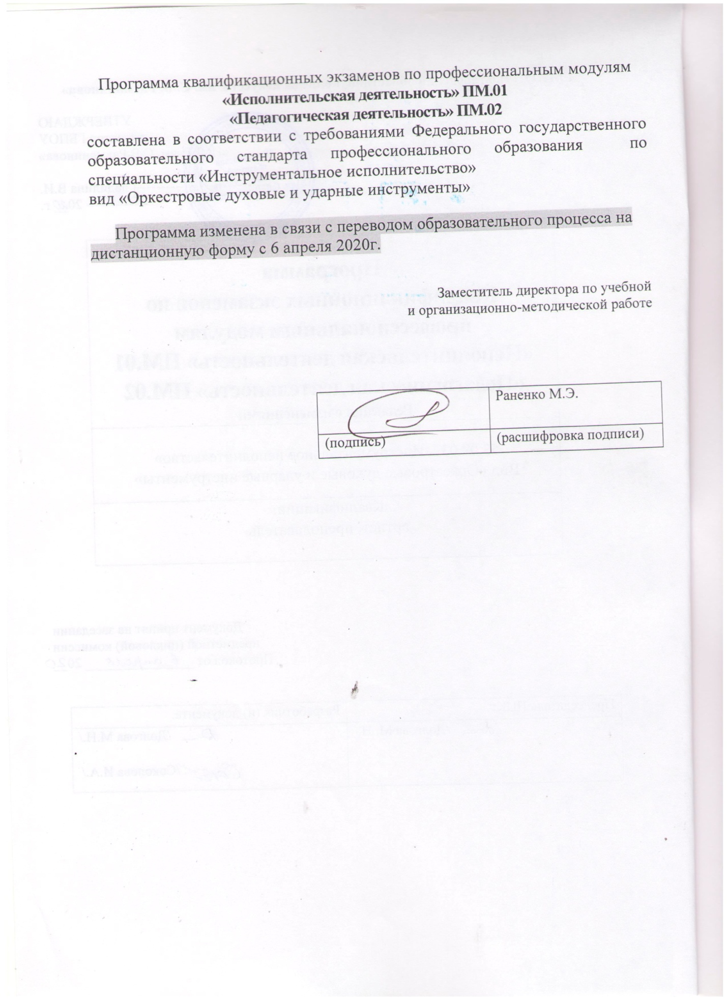 Программа квалификационных экзаменов по профессиональным модулям
«Исполнительская деятельность» ПМ.01
«Педагогическая деятельность» ПМ.02
составлена в соответствии с требованиями Федерального государственного
образовательного стандарта профессионального образования по
специальности «Инструментальное исполнительство»
вид «Оркестровые духовые и ударные инструменты»
Программа изменена в связи с переводом образовательного процесса на
дистанционную форму с 6 апреля 2020г.
Заместитель директора по учебной
и организационно-методической работе
Раненко М.Э.
(подпись) (расшифровка подписи)